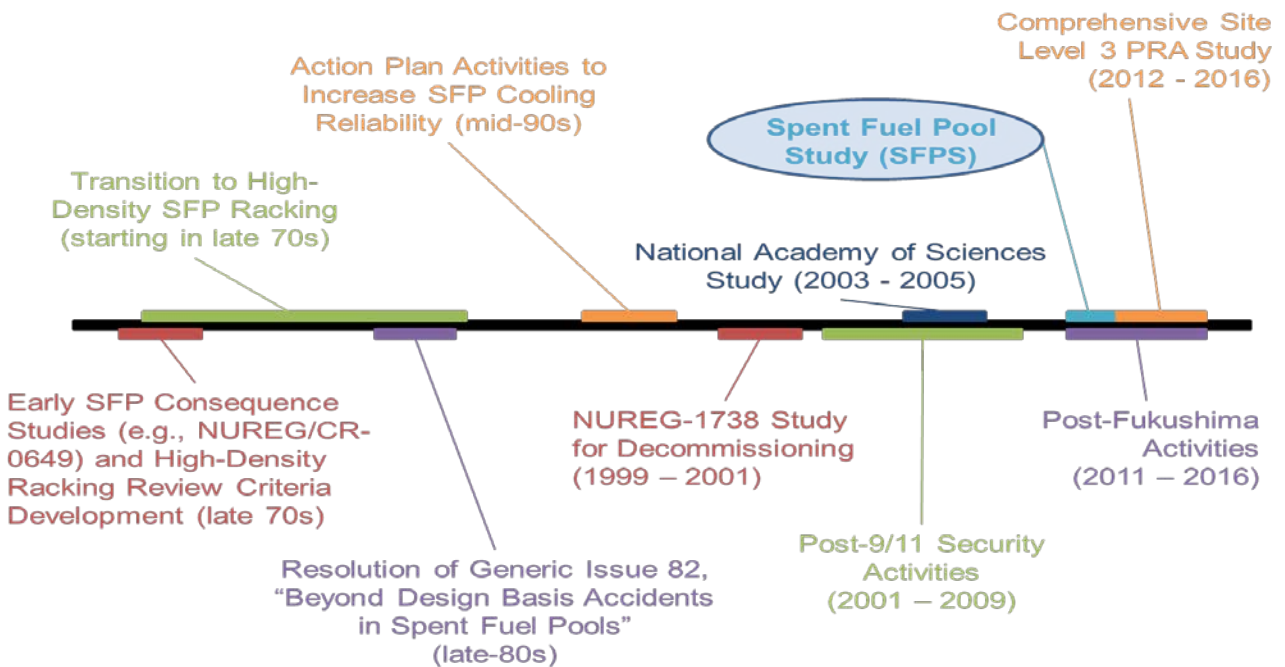 Comprehensive Site
Level 3 PRA Study
(2012 - 2016)
Action Plan Activities to
Increase SFP Cooling
Reliability (mid-90s)
Spent Fuel Pool
Study (SFPS)
Transition to High-
Density SFP Racking
(starting in late 70s)
National Academy of Sciences
Study (2003 - 2005)
Early SFP Consequence
Studies (e.g., NUREG/CR-
0649) and High-Density
Racking Review Criteria
Development (late 70s)
NUREG-1738 Study
for Decommissioning
(1999 – 2001)
Post-Fukushima
Activities
(2011 – 2016)
Resolution of Generic Issue 82,
“Beyond Design Basis Accidents
in Spent Fuel Pools”
(late-80s)
Post-9/11 Security
Activities
(2001 – 2009)